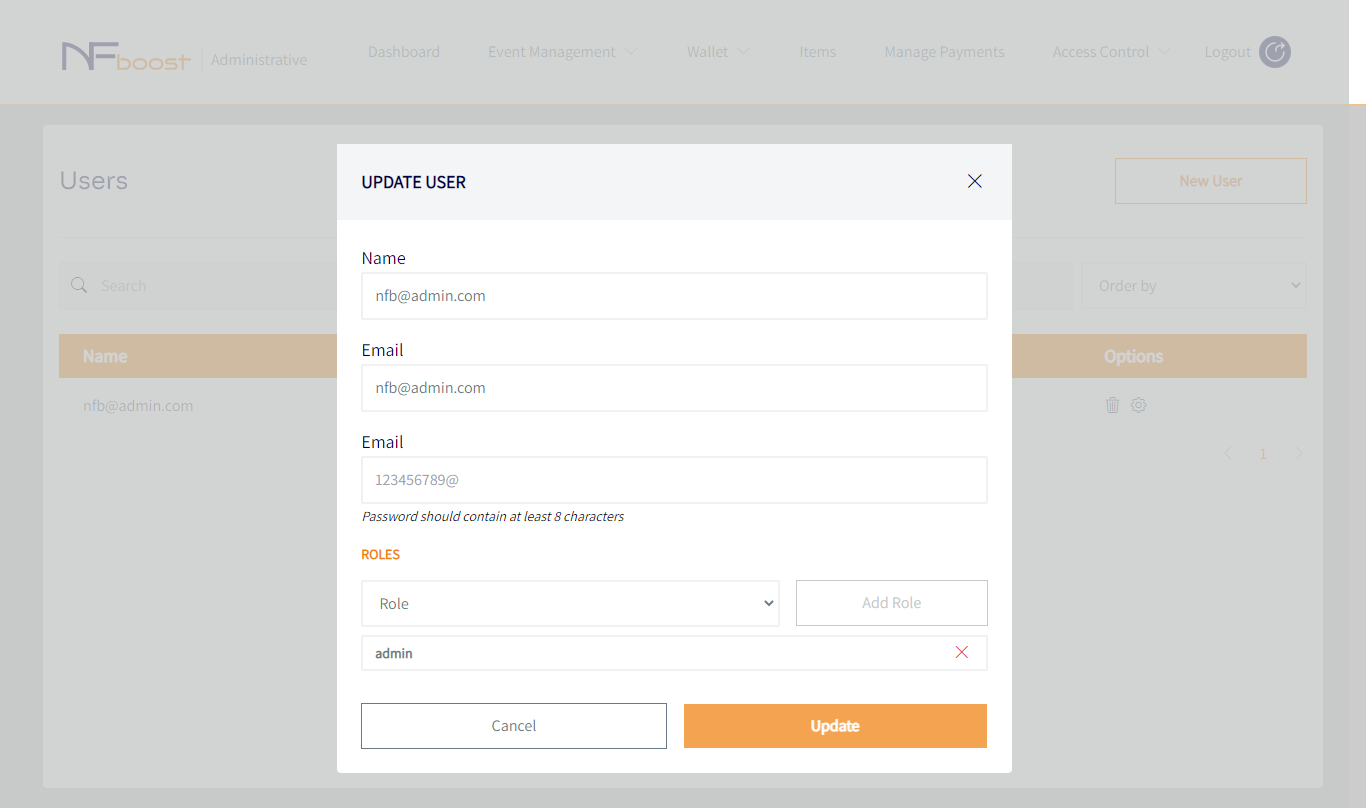 NFboost Administrative Dashboard Event Management Wallet Items Manage Payments Access Control Logout
Users
New User
Search
Order by
Name
Options
nfb@admin.com
1
UPDATE USER
Name
nfb@admin.com
Email
nfb@admin.com
Email
123456789@
Password should contain at least 8 characters
ROLES
Role
Add Role
admin
Cancel
Update